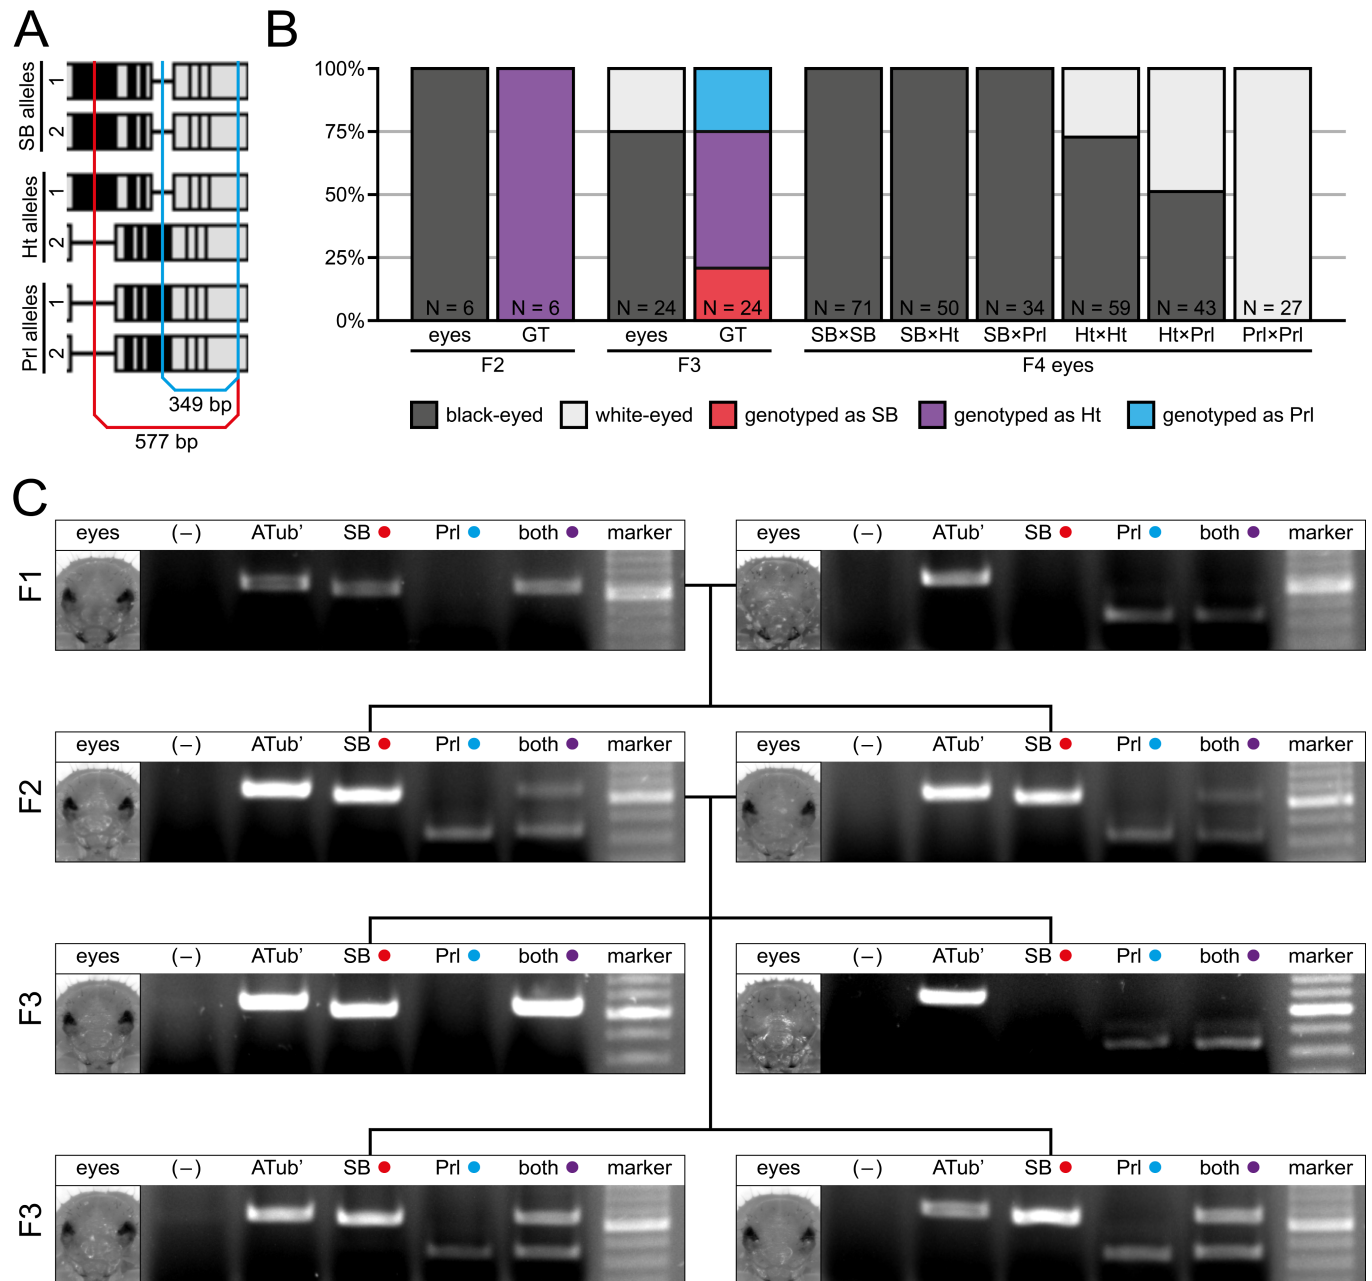 A
SB alleles
1
2
Ht alleles
1
2
Prl alleles
1
2
349 bp
577 bp
B
100%
75%
50%
25%
0%
N = 6 N = 6 N = 24 N = 24 N = 71 N = 50 N = 34 N = 59 N = 43 N = 27
eyes GT eyes GT SB×SB SB×Ht SB×Prl Ht×Ht Ht×Prl Prl×Prl
F2 F3 F4 eyes
black-eyed white-eyed genotyped as SB genotyped as Ht genotyped as Prl
C
F1
eyes (−) ATub’ SB Prl both marker
eyes (−) ATub’ SB Prl both marker
F2
eyes (−) ATub’ SB Prl both marker
eyes (−) ATub’ SB Prl both marker
F3
eyes (−) ATub’ SB Prl both marker
eyes (−) ATub’ SB Prl both marker
F3
eyes (−) ATub’ SB Prl both marker
eyes (−) ATub’ SB Prl both marker